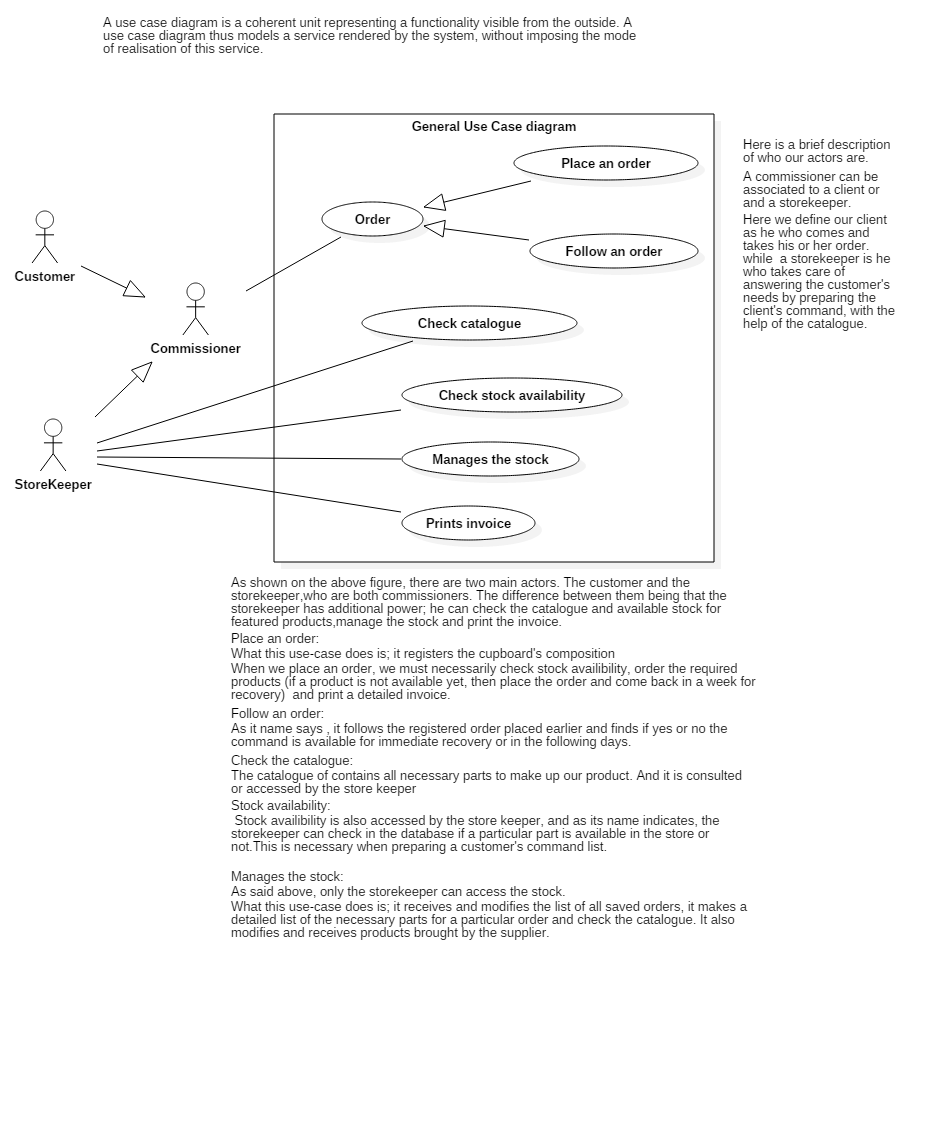 A use case diagram is a coherent unit representing a functionality visible from the outside. A
use case diagram thus models a service rendered by the system, without imposing the mode
of realisation of this service.
General Use Case diagram
Place an order
Order
Follow an order
Check catalogue
Check stock availability
Manages the stock
Prints invoice
Customer
Commissioner
StoreKeeper
Here is a brief description
of who our actors are.
A commissioner can be
associated to a client or
and a storekeeper.
Here we define our client
as he who comes and
takes his or her order.
while  a storekeeper is he
who takes care of
answering the customer's
needs by preparing the
client's command, with the
help of the catalogue.
As shown on the above figure, there are two main actors. The customer and the
storekeeper,who are both commissioners. The difference between them being that the
storekeeper has additional power; he can check the catalogue and available stock for
featured products,manage the stock and print the invoice.
Place an order:
What this use-case does is; it registers the cupboard's composition
When we place an order, we must necessarily check stock availibility, order the required
products (if a product is not available yet, then place the order and come back in a week for
recovery)  and print a detailed invoice.
Follow an order:
As it name says , it follows the registered order placed earlier and finds if yes or no the
command is available for immediate recovery or in the following days.
Check the catalogue:
The catalogue of contains all necessary parts to make up our product. And it is consulted
or accessed by the store keeper
Stock availability:
Stock availibility is also accessed by the store keeper, and as its name indicates, the
storekeeper can check in the database if a particular part is available in the store or
not.This is necessary when preparing a customer's command list.
Manages the stock:
As said above, only the storekeeper can access the stock.
What this use-case does is; it receives and modifies the list of all saved orders, it makes a
detailed list of the necessary parts for a particular order and check the catalogue. It also
modifies and receives products brought by the supplier.